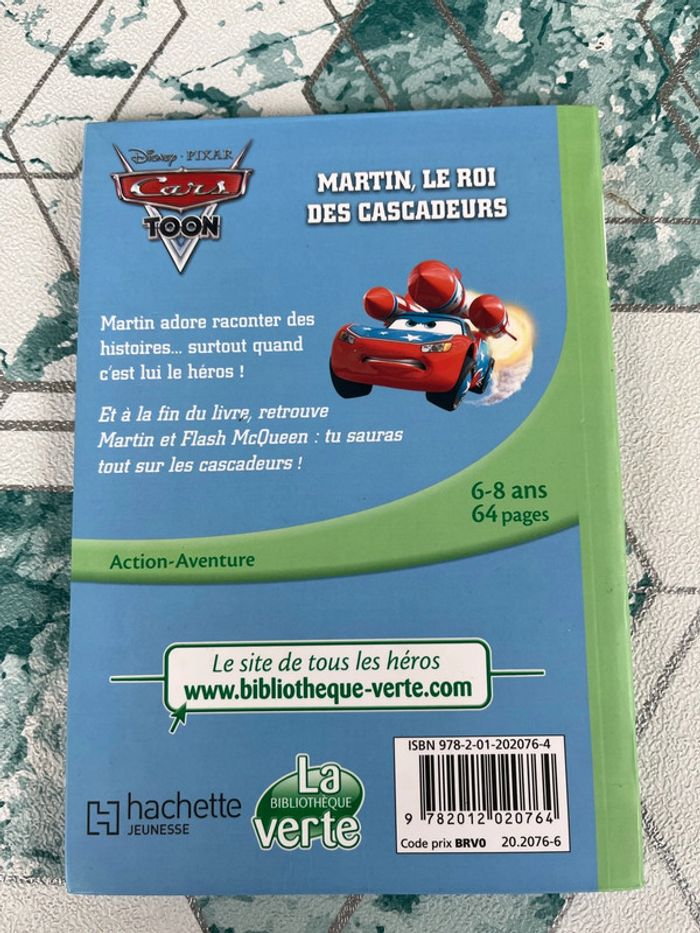 Disney · PIXAR
Cars
TOON
MARTIN, LE ROI
DES CASCADEURS
Martin adore raconter des
histoires... surtout quand
c'est lui le héros !
Et à la fin du livre, retrouve
Martin et Flash McQueen : tu sauras
tout sur les cascadeurs !
6-8 ans
64 pages
Action-Aventure
Le site de tous les héros
www.bibliotheque-verte.com
hachette
JEUNESSE
La
BIBLIOTHÈQUE
verte
ISBN 978-2-01-202076-4
9 782012 020764
Code prix BRV0 20.2076-6